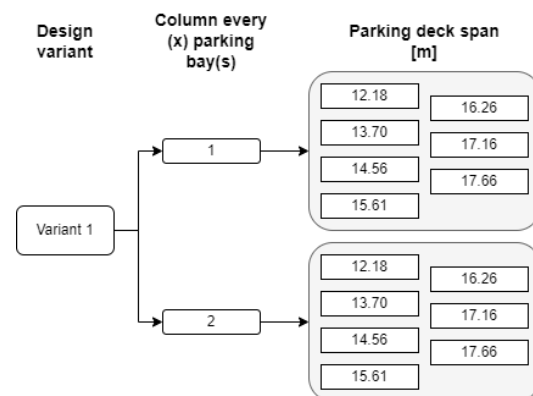 Design
variant
Column every
(x) parking
bay(s)
Parking deck span
[m]
Variant 1
1
12.18
13.70
14.56
15.61
16.26
17.16
17.66
2
12.18
13.70
14.56
15.61
16.26
17.16
17.66